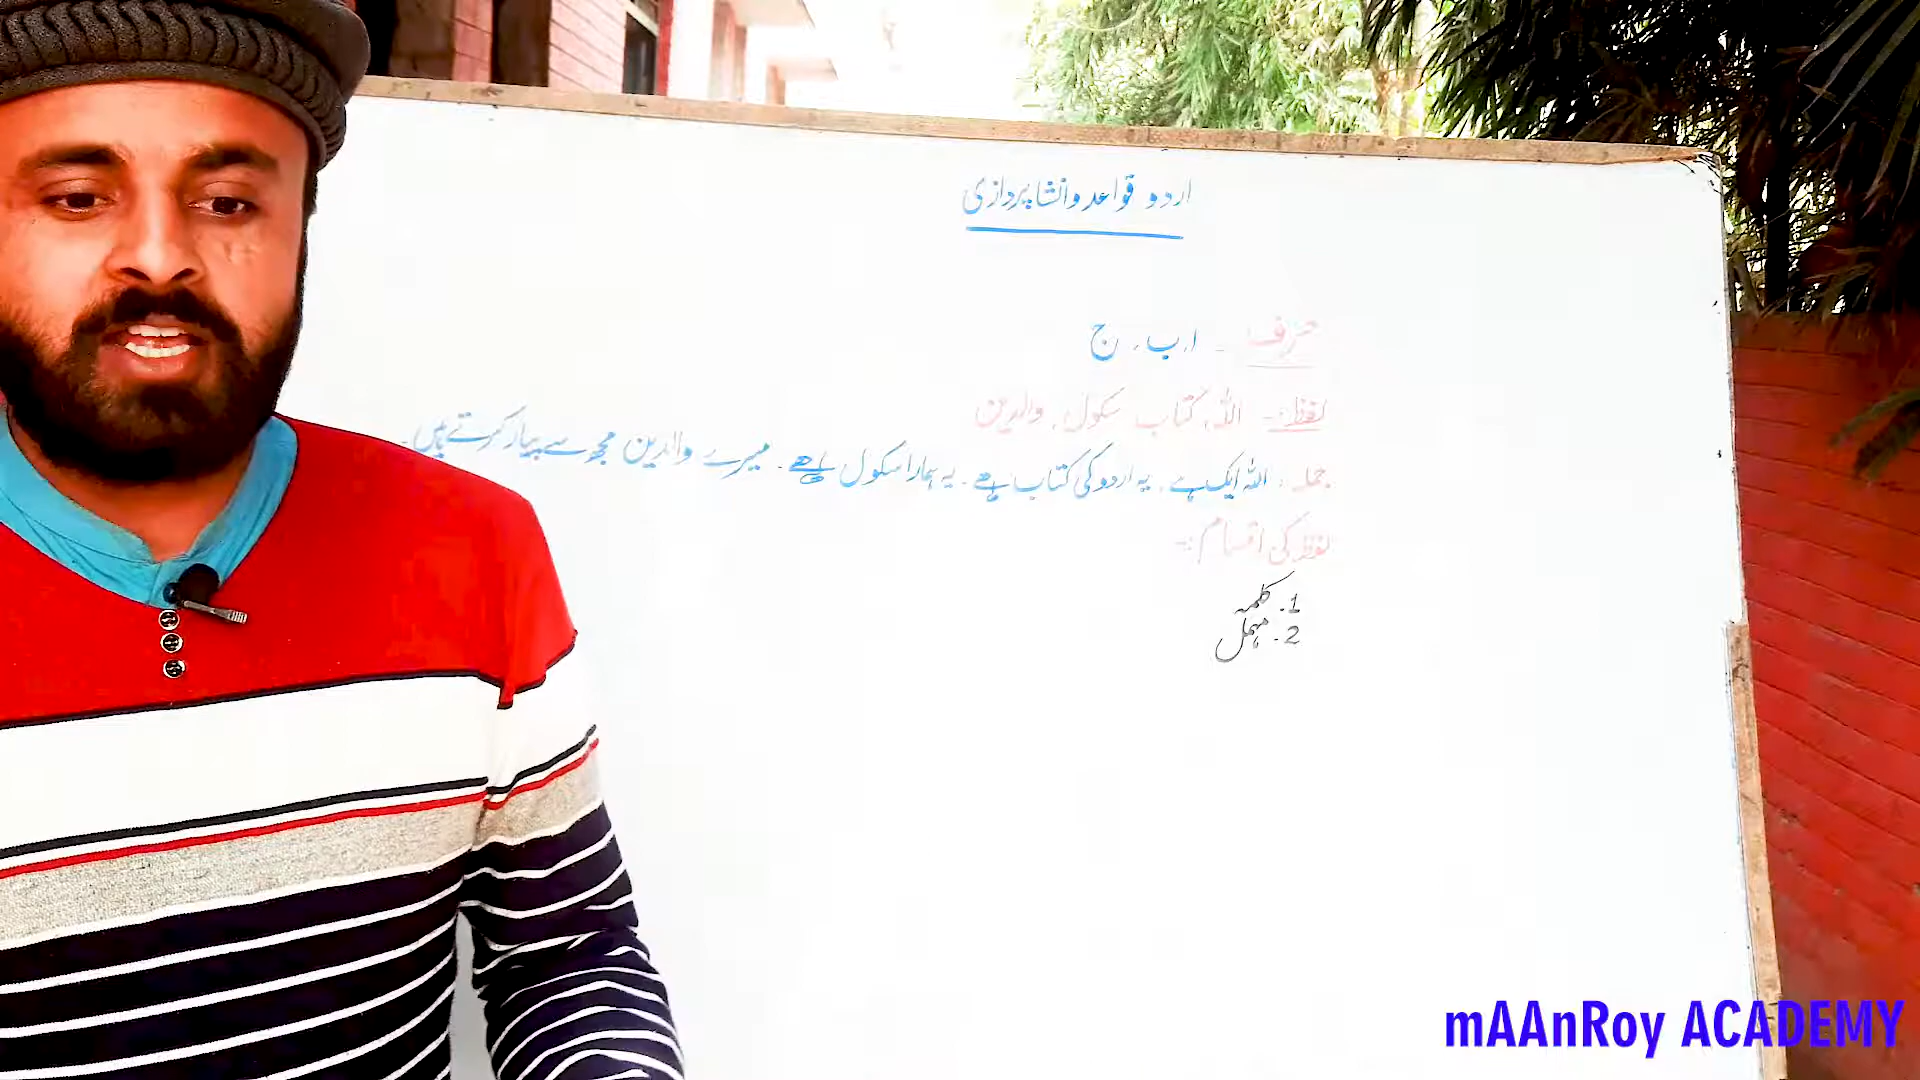 اردو قواعد و انشا پردازی
حرف :- ا، ب، ج
لفظ :- اللہ، کتاب سکول، والدین
جملہ : اللہ ایک ہے۔ یہ اردو کی کتاب ہے۔ یہ ہمارا سکول ہے۔ میرے والدین مجھ سے پیار کرتے ہیں۔
لفظ کی اقسام :-
1. کلمہ
2. مہمل
mAAnRoy ACADEMY